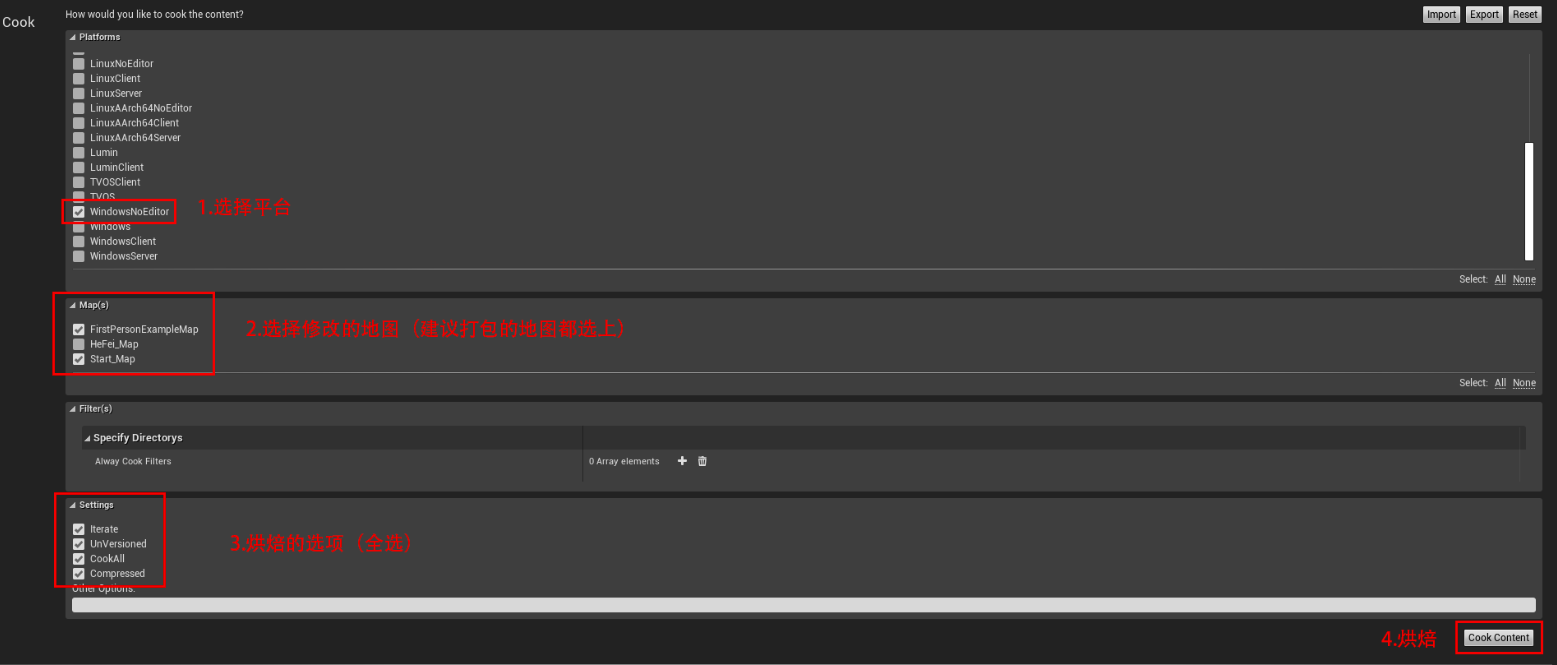 How would you like to cook the content?
Import Export Reset
Cook
Platforms
LinuxNoEditor
LinuxClient
LinuxServer
LinuxAArch64NoEditor
LinuxAArch64Client
LinuxAArch64Server
Lumin
LuminClient
TVOSClient
TVOS
WindowsNoEditor 1.选择平台
Windows
WindowsClient
WindowsServer
Select: All None
Map(s)
FirstPersonExampleMap 2.选择修改的地图（建议打包的地图都选上）
HeFei_Map
Start_Map
Select: All None
Filter(s)
Specify Directorys
Alway Cook Filters 0 Array elements
Settings
Iterate
UnVersioned 3.烘焙的选项（全选）
CookAll
Compressed
Other Options:
4.烘焙 Cook Content